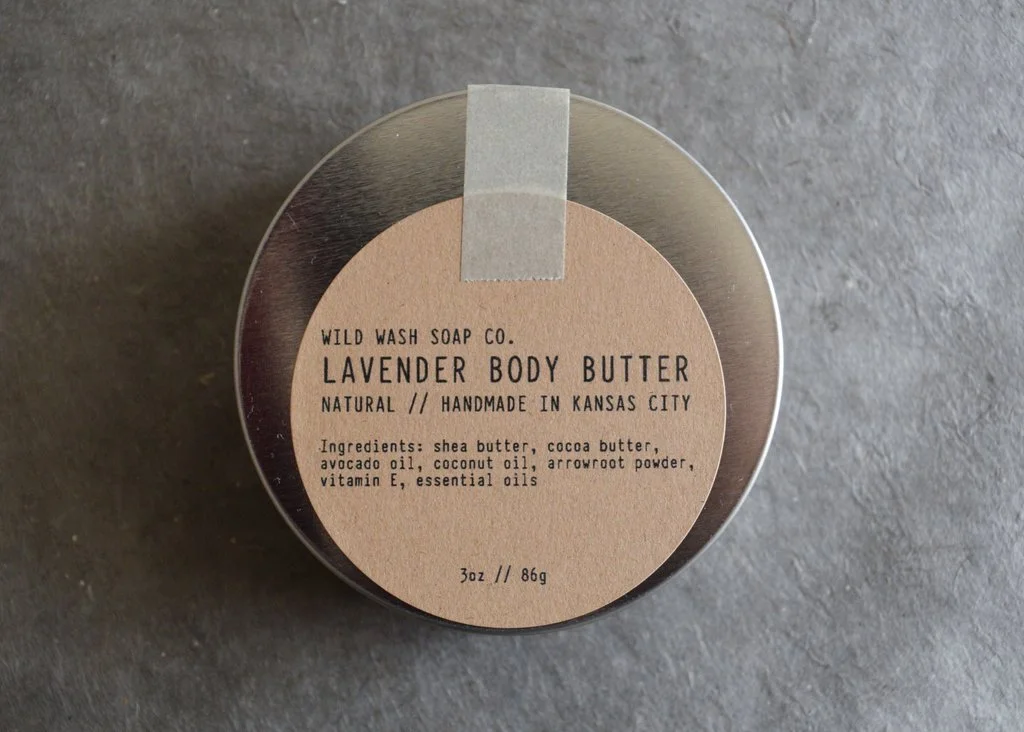 WILD WASH SOAP CO.
LAVENDER BODY BUTTER
NATURAL // HANDMADE IN KANSAS CITY
Ingredients: shea butter, cocoa butter,
avocado oil, coconut oil, arrowroot powder,
vitamin E, essential oils
3oz // 86g